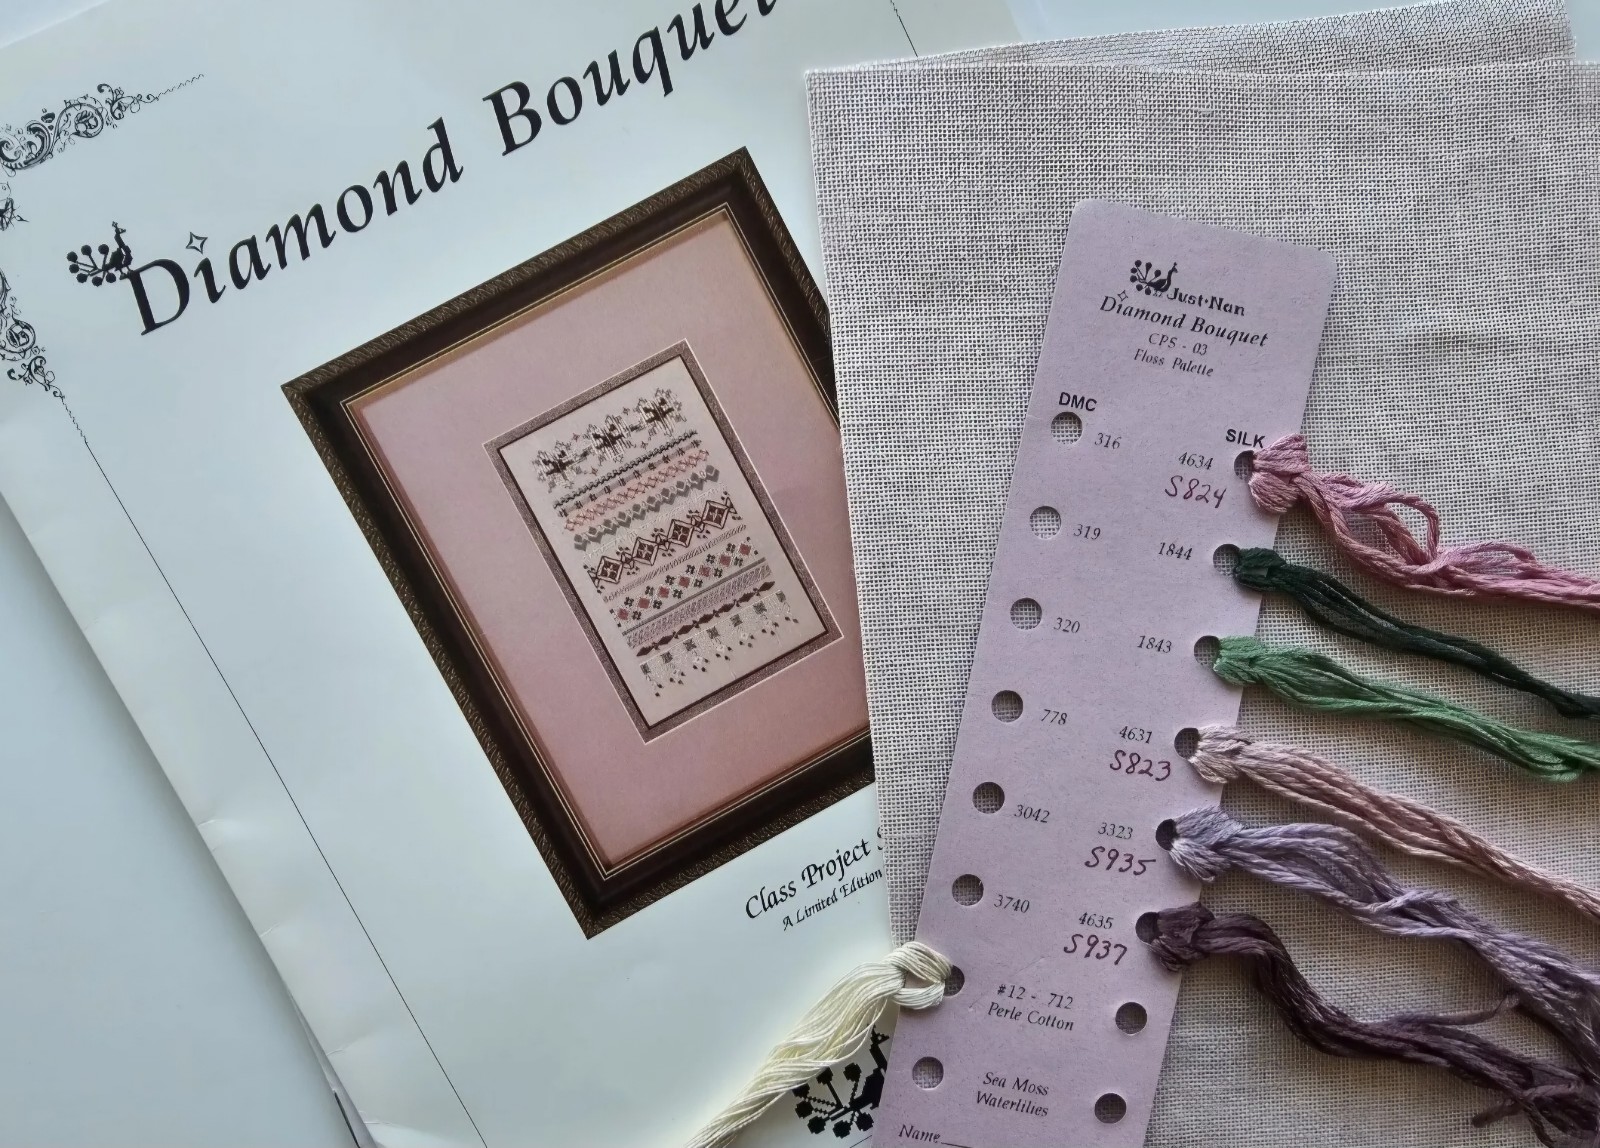 Diamond Bouquet
Class Project
A Limited Edition
Just·Nan
Diamond Bouquet
CPS - 03
Floss Palette
DMC
SILK
316
4634
S824
319
1844
320
1843
778
4631
S823
3042
3323
S935
3740
4635
S937
#12 - 712
Perle Cotton
Sea Moss
Waterlilies
Name